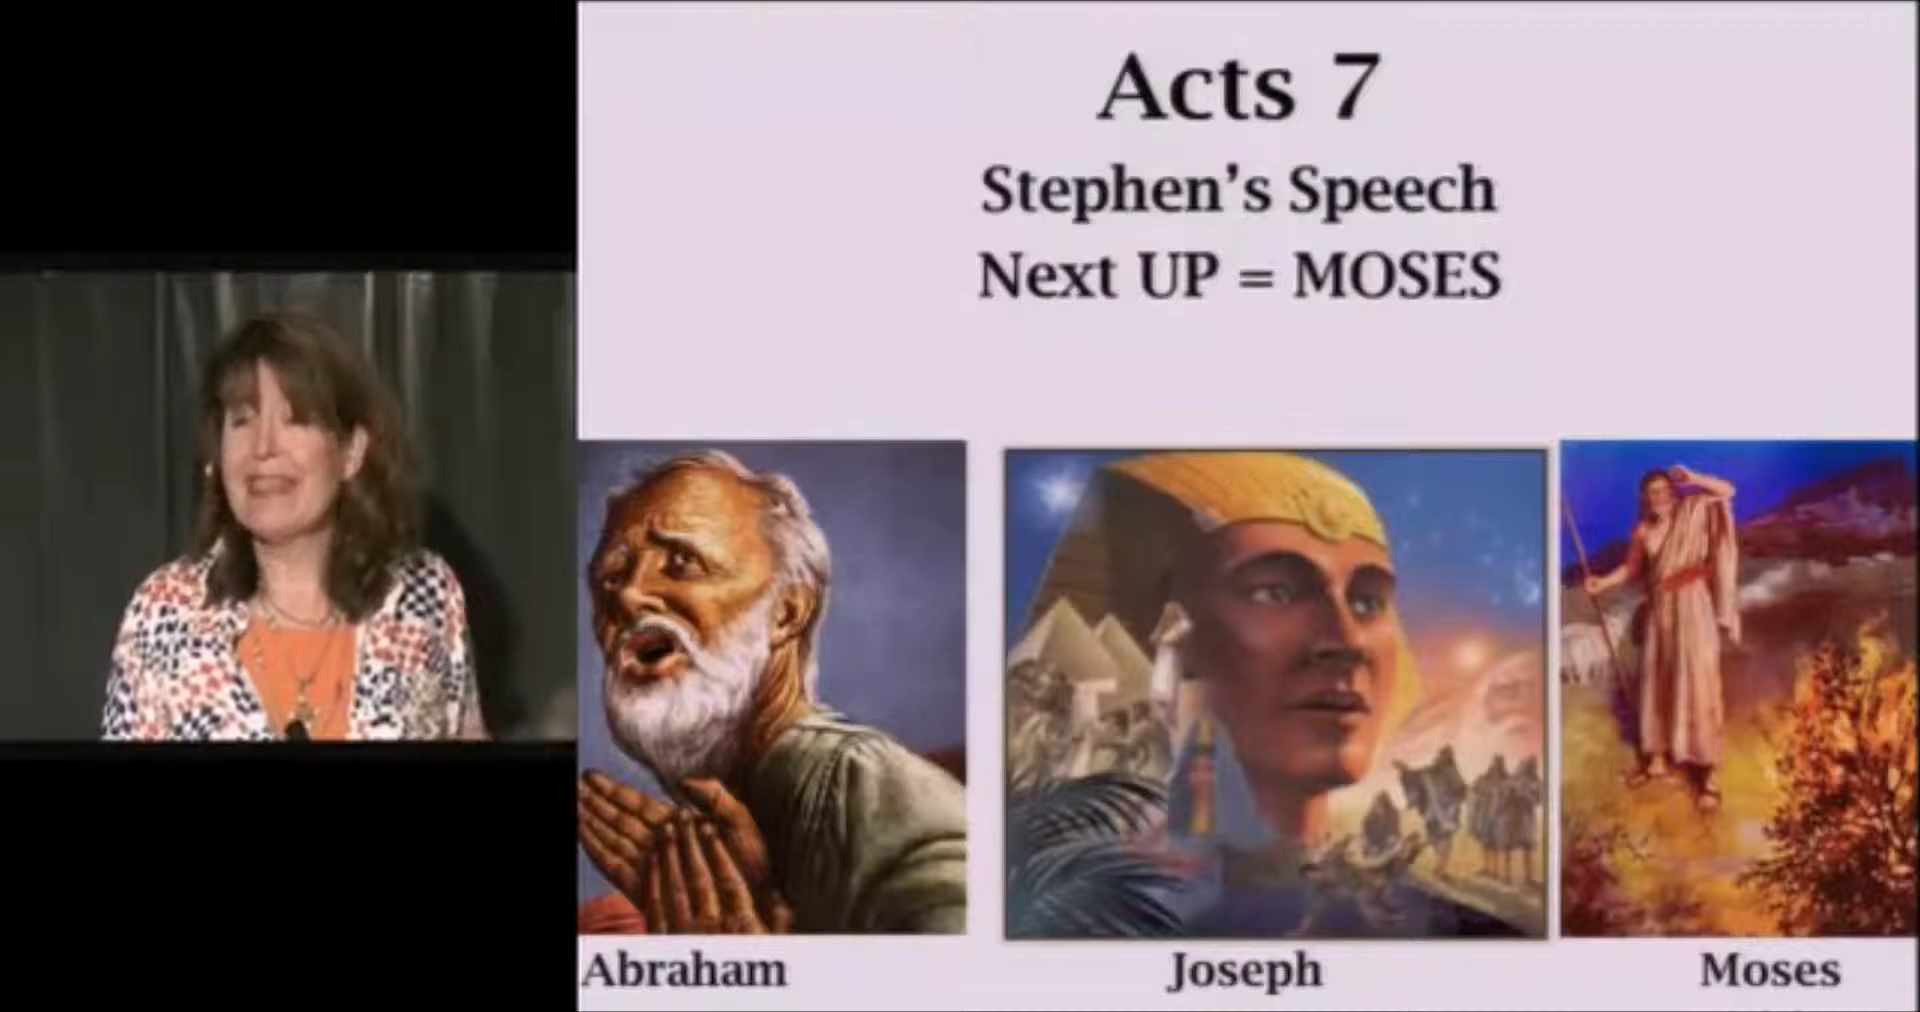 Acts 7
Stephen's Speech
Next UP = MOSES
Abraham
Joseph
Moses